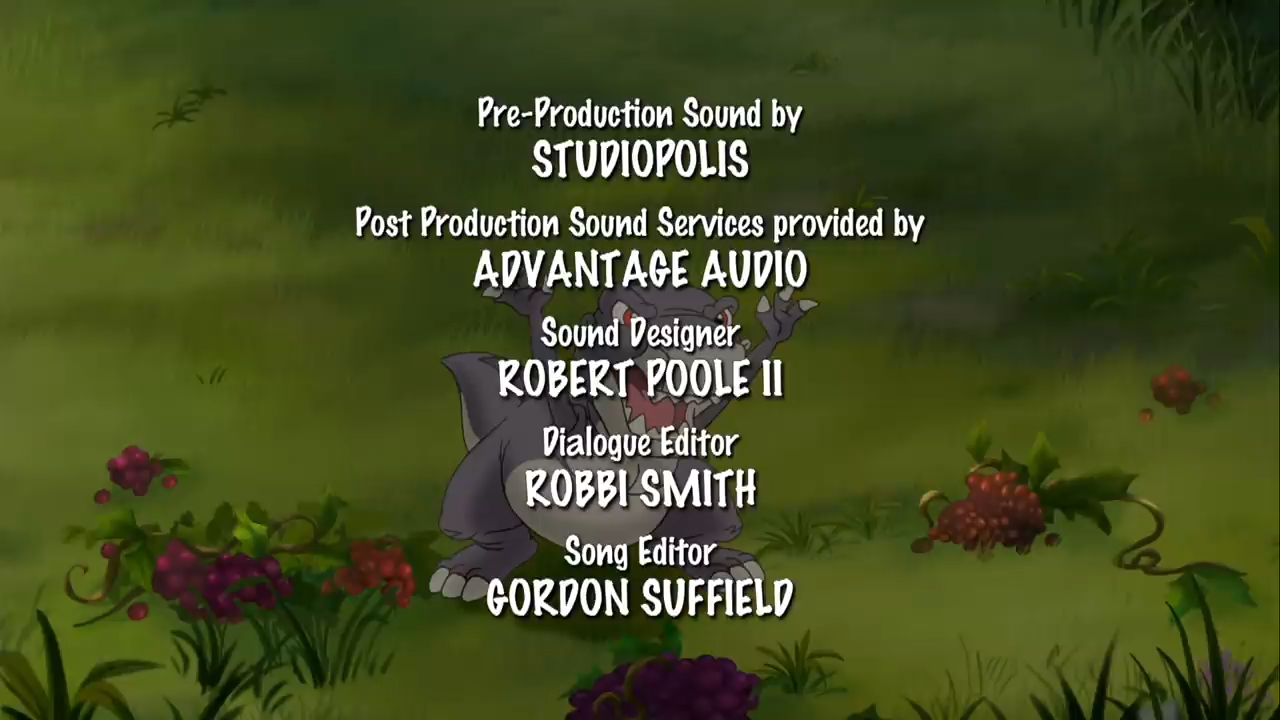 Pre-Production Sound by
STUDIOPOLIS
Post Production Sound Services provided by
ADVANTAGE AUDIO
Sound Designer
ROBERT POOLE II
Dialogue Editor
ROBBI SMITH
Song Editor
GORDON SUFFIELD